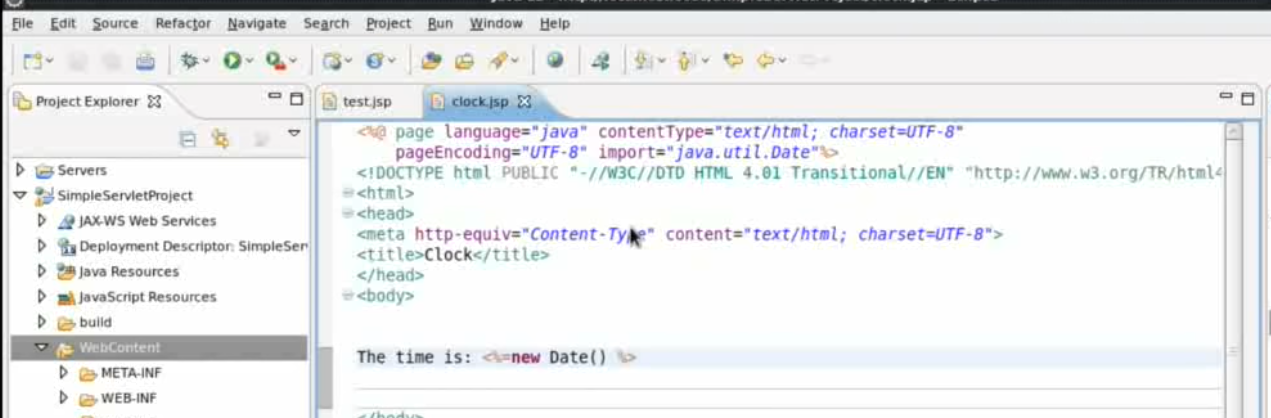 File Edit Source Refactor Navigate Search Project Run Window Help
Project Explorer
test.jsp
clock.jsp
Servers
SimpleServletProject
JAX-WS Web Services
Deployment Descriptor: SimpleSer
Java Resources
JavaScript Resources
build
WebContent
META-INF
WEB-INF
<%@ page language="java" contentType="text/html; charset=UTF-8"
pageEncoding="UTF-8" import="java.util.Date"%>
<!DOCTYPE html PUBLIC "-//W3C//DTD HTML 4.01 Transitional//EN" "http://www.w3.org/TR/html4
<html>
<head>
<meta http-equiv="Content-Type" content="text/html; charset=UTF-8">
<title>Clock</title>
</head>
<body>
The time is: <%=new Date() %>
</body>